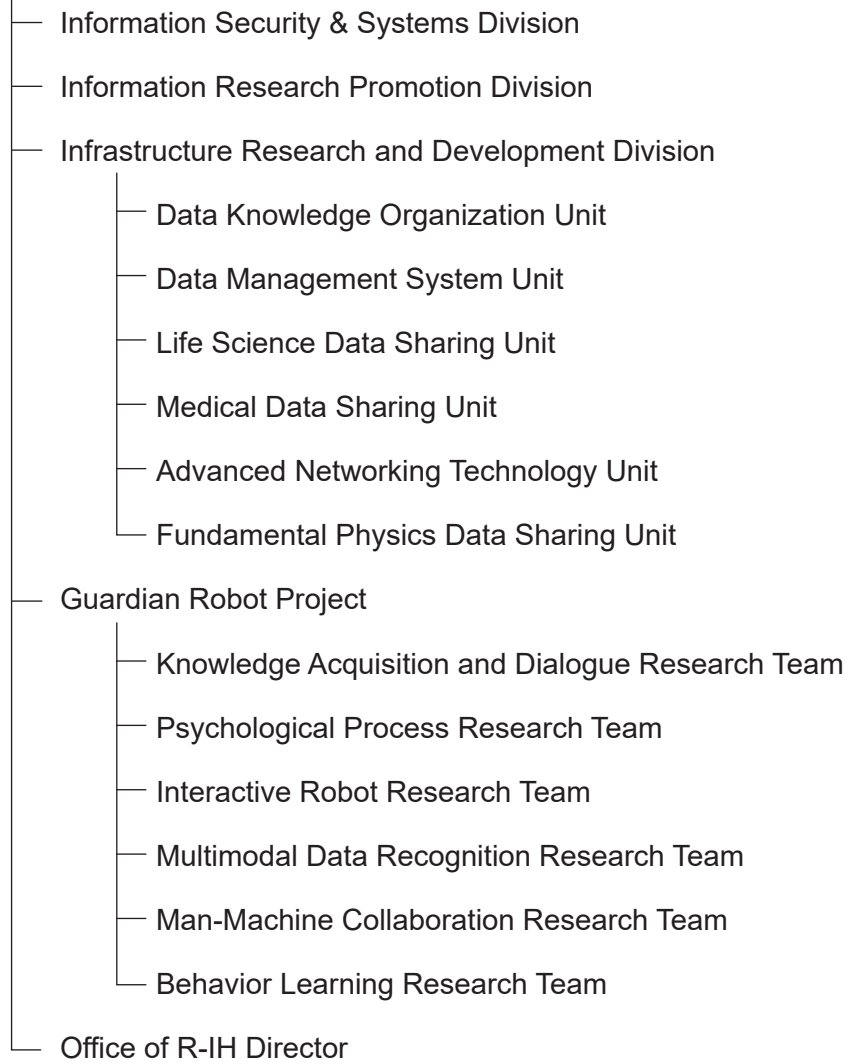 Information Security & Systems Division
Information Research Promotion Division
Infrastructure Research and Development Division
Data Knowledge Organization Unit
Data Management System Unit
Life Science Data Sharing Unit
Medical Data Sharing Unit
Advanced Networking Technology Unit
Fundamental Physics Data Sharing Unit
Guardian Robot Project
Knowledge Acquisition and Dialogue Research Team
Psychological Process Research Team
Interactive Robot Research Team
Multimodal Data Recognition Research Team
Man-Machine Collaboration Research Team
Behavior Learning Research Team
Office of R-IH Director